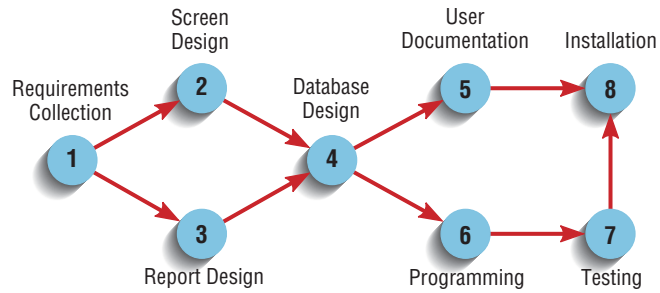 Screen
Design
User
Documentation
Installation
Requirements
Collection
2
Database
Design
5
8
1
4
3
6
7
Report Design
Programming
Testing